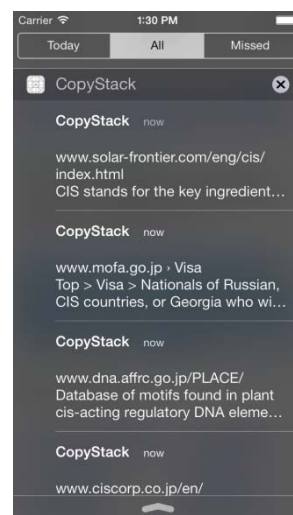 Carrier 1:30 PM
Today All Missed
CopyStack
CopyStack now
www.solar-frontier.com/eng/cis/
index.html
CIS stands for the key ingredient…
CopyStack now
www.mofa.go.jp › Visa
Top > Visa > Nationals of Russian,
CIS countries, or Georgia who wi…
CopyStack now
www.dna.affrc.go.jp/PLACE/
Database of motifs found in plant
cis-acting regulatory DNA eleme…
CopyStack now
www.ciscorp.co.jp/en/